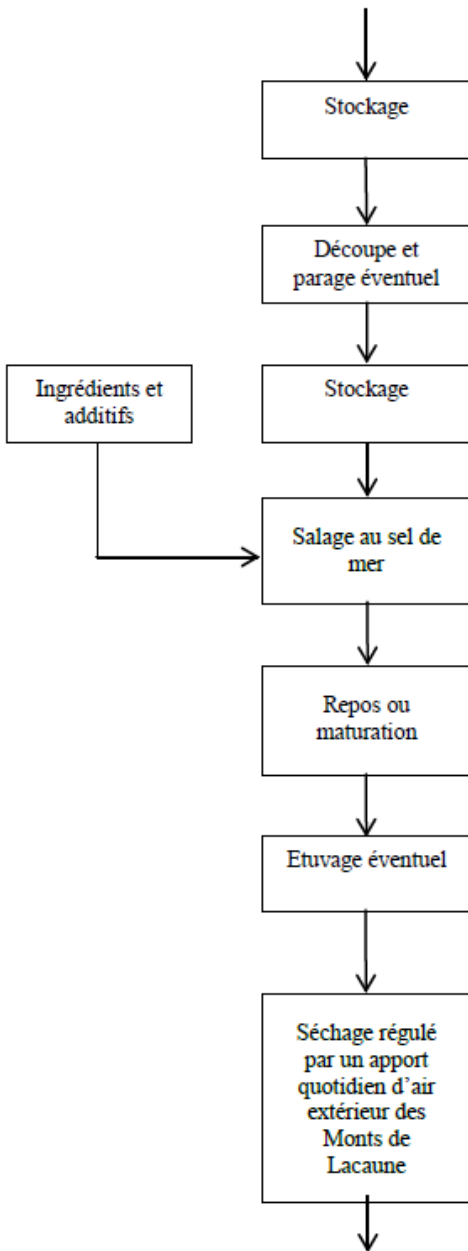 Stockage
Découpe et
parage éventuel
Ingrédients et
additifs
Stockage
Salage au sel de
mer
Repos ou
maturation
Etuvage éventuel
Séchage régulé
par un apport
quotidien d’air
extérieur des
Monts de
Lacaune